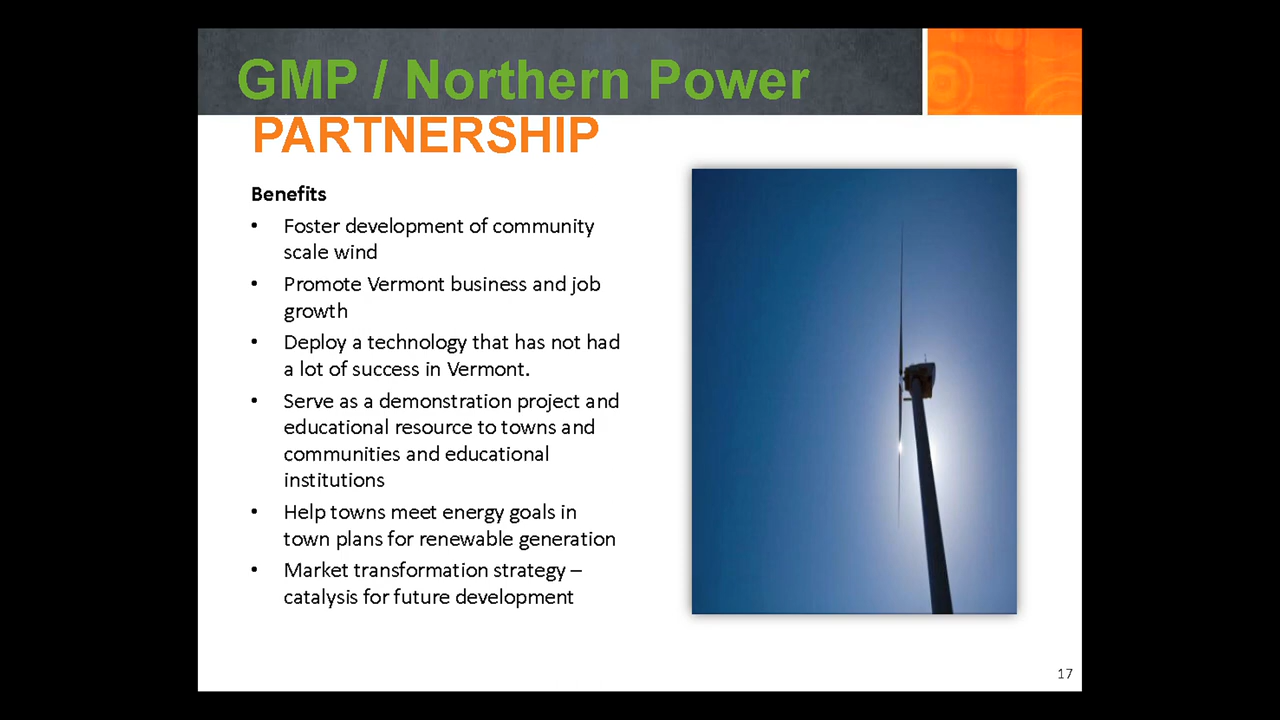 GMP / Northern Power
PARTNERSHIP
Benefits
• Foster development of community
scale wind
• Promote Vermont business and job
growth
• Deploy a technology that has not had
a lot of success in Vermont.
• Serve as a demonstration project and
educational resource to towns and
communities and educational
institutions
• Help towns meet energy goals in
town plans for renewable generation
• Market transformation strategy –
catalysis for future development
17